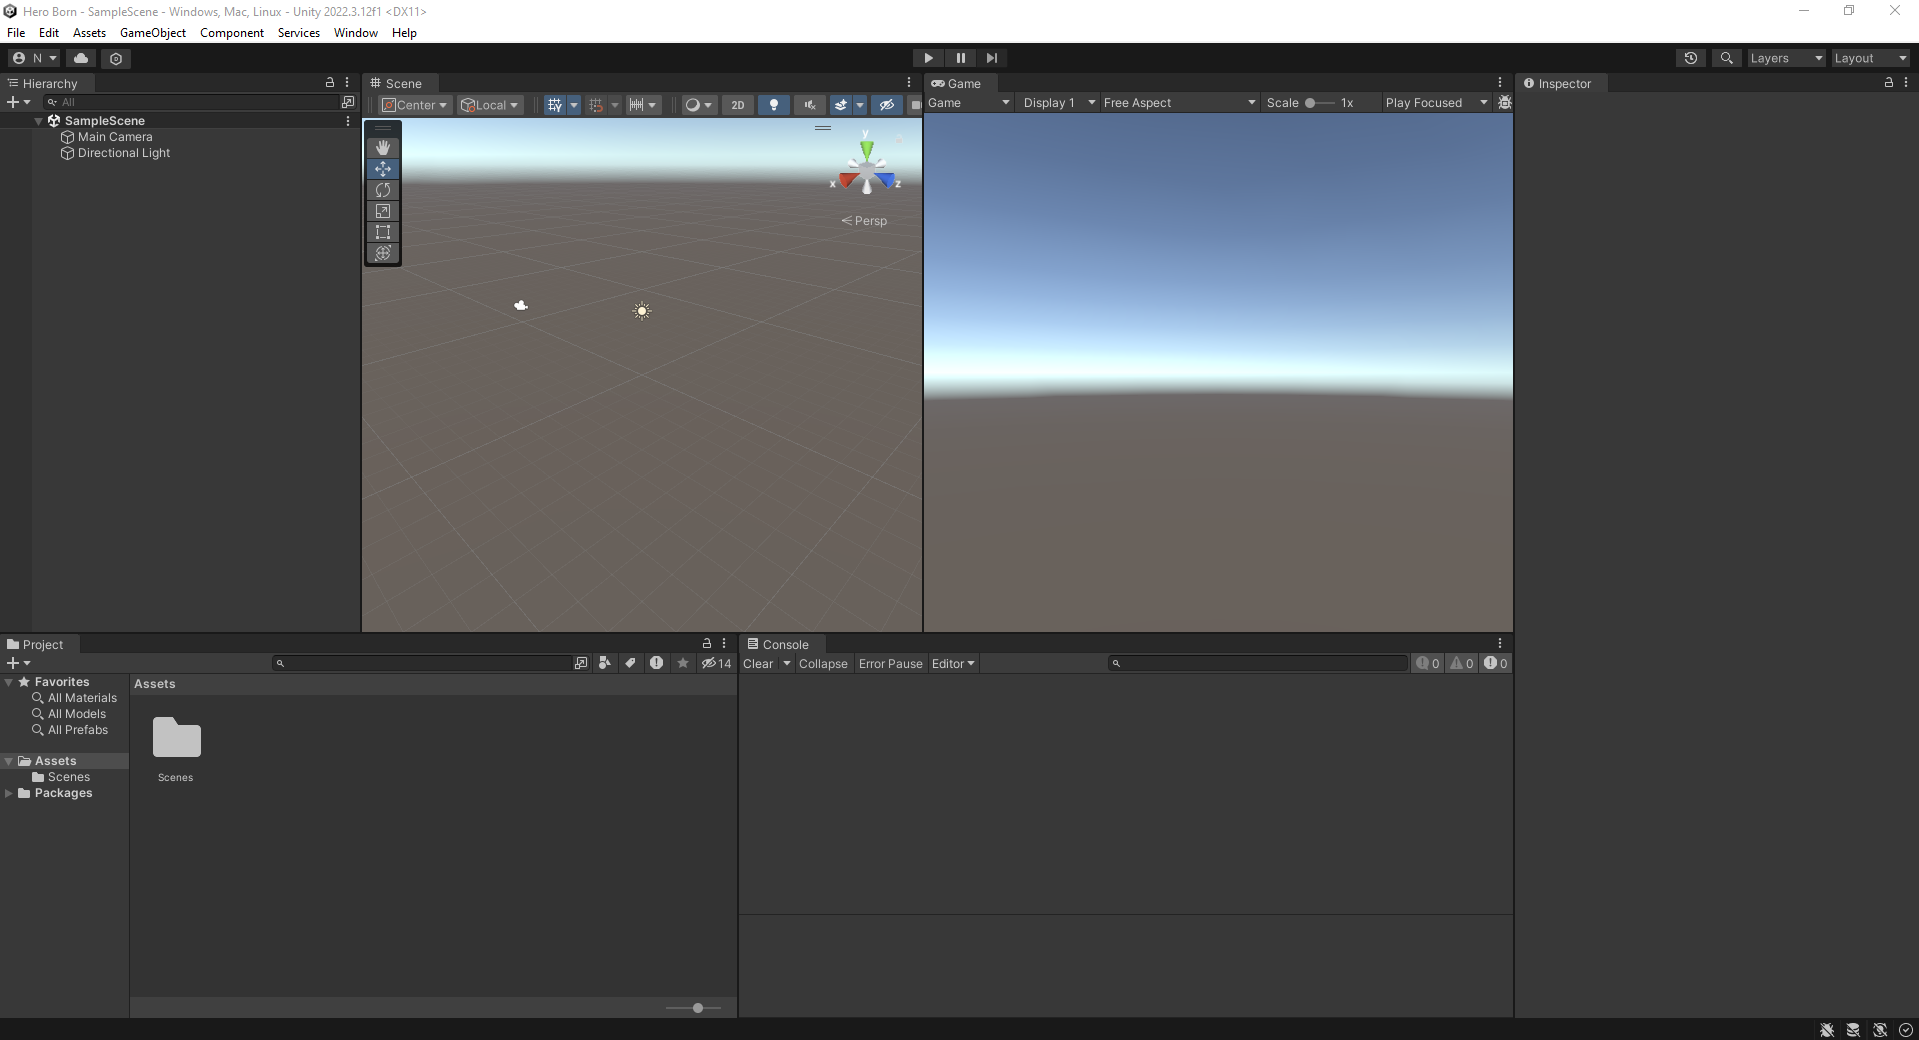 Hero Born - SampleScene - Windows, Mac, Linux - Unity 2022.3.12f1 <DX11>
File Edit Assets GameObject Component Services Window Help
N
Layers Layout
Hierarchy
All
SampleScene
Main Camera
Directional Light
Scene
Center Local 2D
y
x z
Persp
Game
Game Display 1 Free Aspect Scale 1x Play Focused
Inspector
Project
14
Favorites
All Materials
All Models
All Prefabs
Assets
Scenes
Packages
Assets
Scenes
Console
Clear Collapse Error Pause Editor 0 0 0